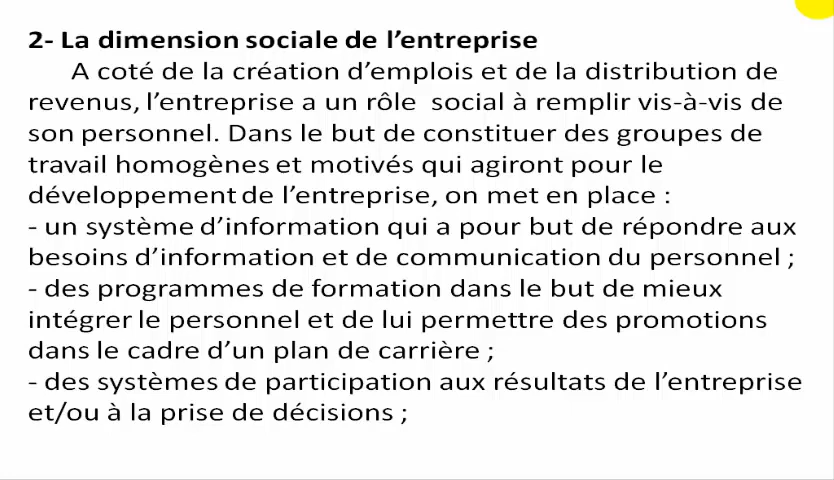 2- La dimension sociale de l’entreprise
A coté de la création d’emplois et de la distribution de
revenus, l’entreprise a un rôle social à remplir vis-à-vis de
son personnel. Dans le but de constituer des groupes de
travail homogènes et motivés qui agiront pour le
développement de l’entreprise, on met en place :
- un système d’information qui a pour but de répondre aux
besoins d’information et de communication du personnel ;
- des programmes de formation dans le but de mieux
intégrer le personnel et de lui permettre des promotions
dans le cadre d’un plan de carrière ;
- des systèmes de participation aux résultats de l’entreprise
et/ou à la prise de décisions ;